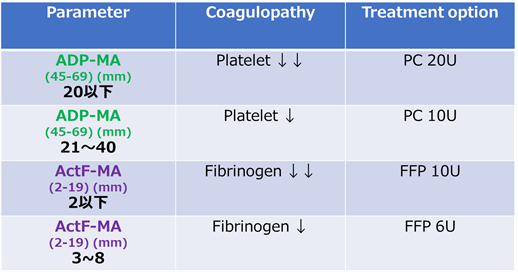 Parameter Coagulopathy Treatment option
ADP-MA
(45-69) (mm)
20以下
Platelet ↓↓
PC 20U
ADP-MA
(45-69) (mm)
21～40
Platelet ↓
PC 10U
ActF-MA
(2-19) (mm)
2以下
Fibrinogen ↓↓
FFP 10U
ActF-MA
(2-19) (mm)
3~8
Fibrinogen ↓
FFP 6U